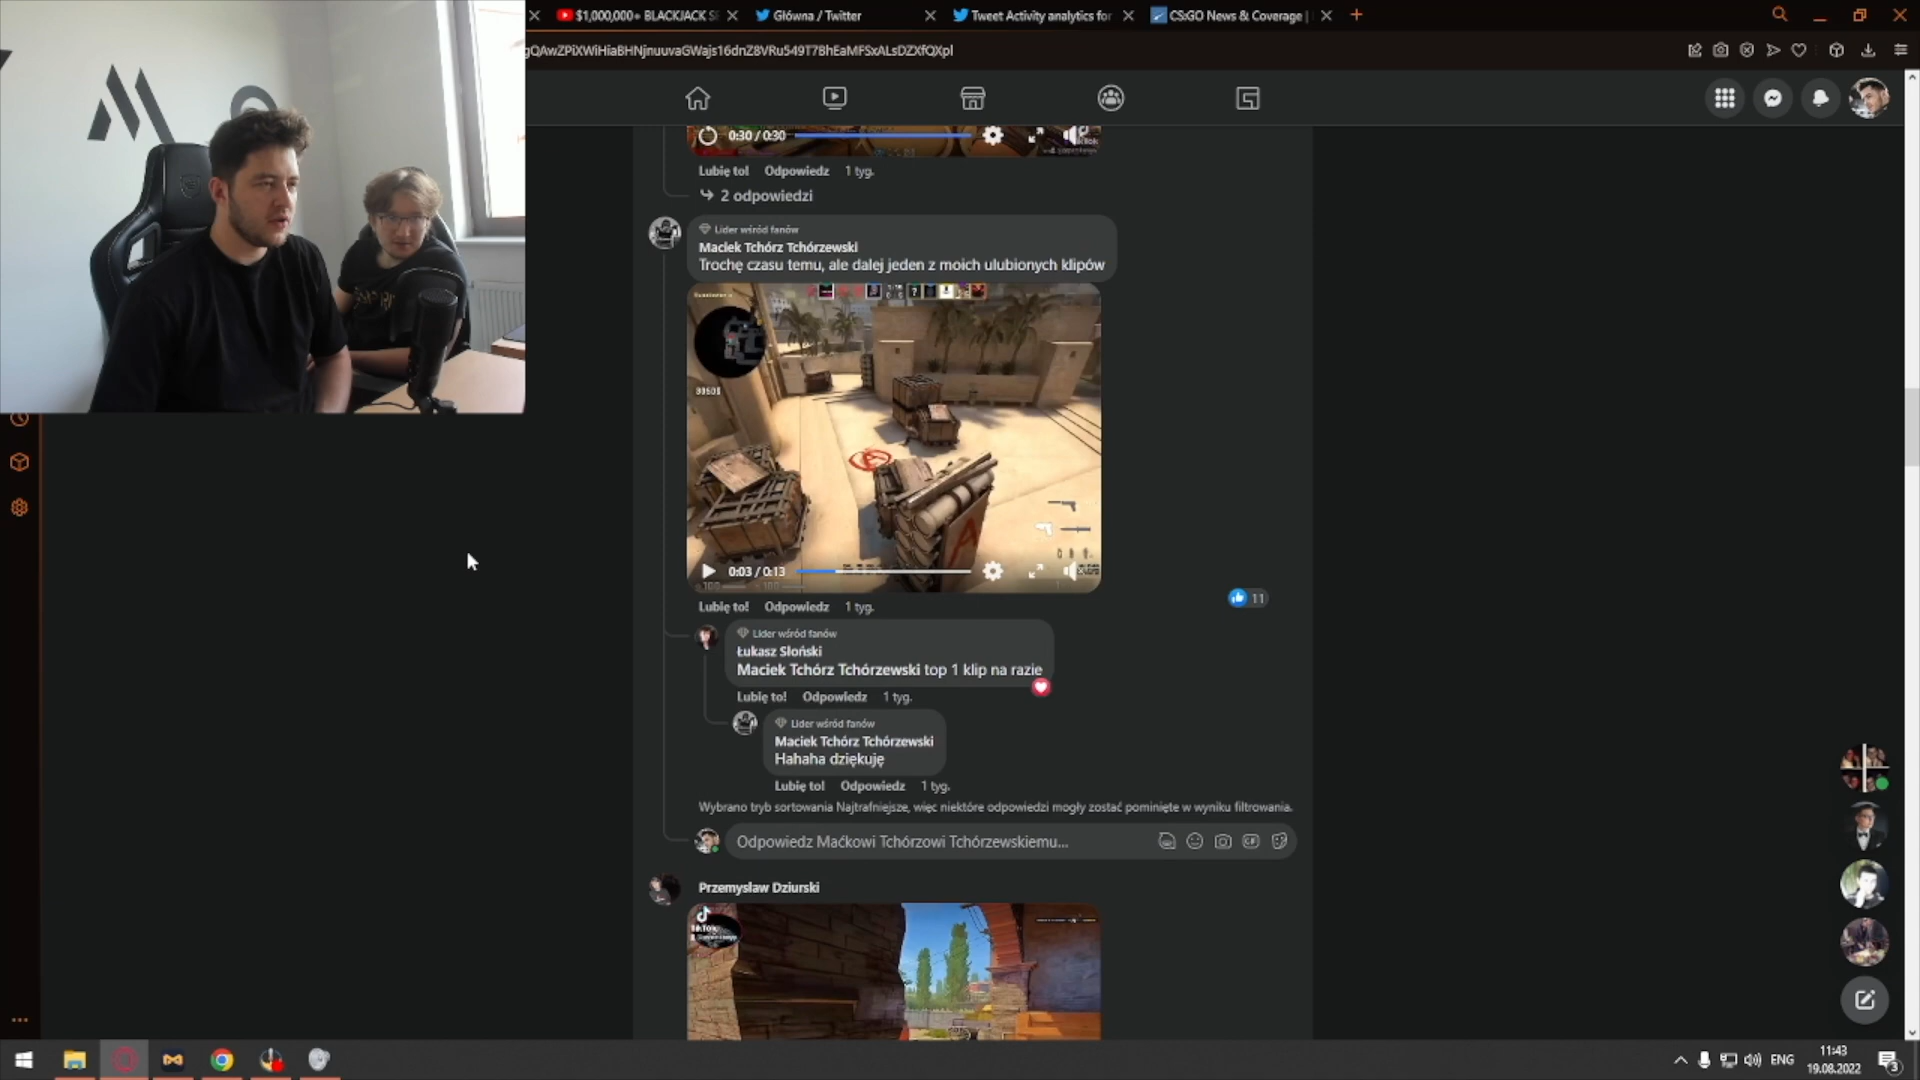 $1,000,000+ BLACKJACK
Główna / Twitter
Tweet Activity analytics for
CS:GO News & Coverage |
0:30 / 0:30
Lubię to! Odpowiedz 1 tyg.
2 odpowiedzi
Lider wśród fanów
Maciek Tchórz Tchórzewski
Trochę czasu temu, ale dalej jeden z moich ulubionych klipów
A
A
0:03 / 0:13
Lubię to! Odpowiedz 1 tyg.
11
Lider wśród fanów
Łukasz Słoński
Maciek Tchórz Tchórzewski top 1 klip na razie
Lubię to! Odpowiedz 1 tyg.
Lider wśród fanów
Maciek Tchórz Tchórzewski
Hahaha dziękuję
Lubię to! Odpowiedz 1 tyg.
Wybrano tryb sortowania Najtrafniejsze, więc niektóre odpowiedzi mogły zostać pominięte w wyniku filtrowania.
Odpowiedz Maćkowi Tchórzowi Tchórzewskiemu...
Przemysław Dziurski
ENG
11:43
19.08.2022
3